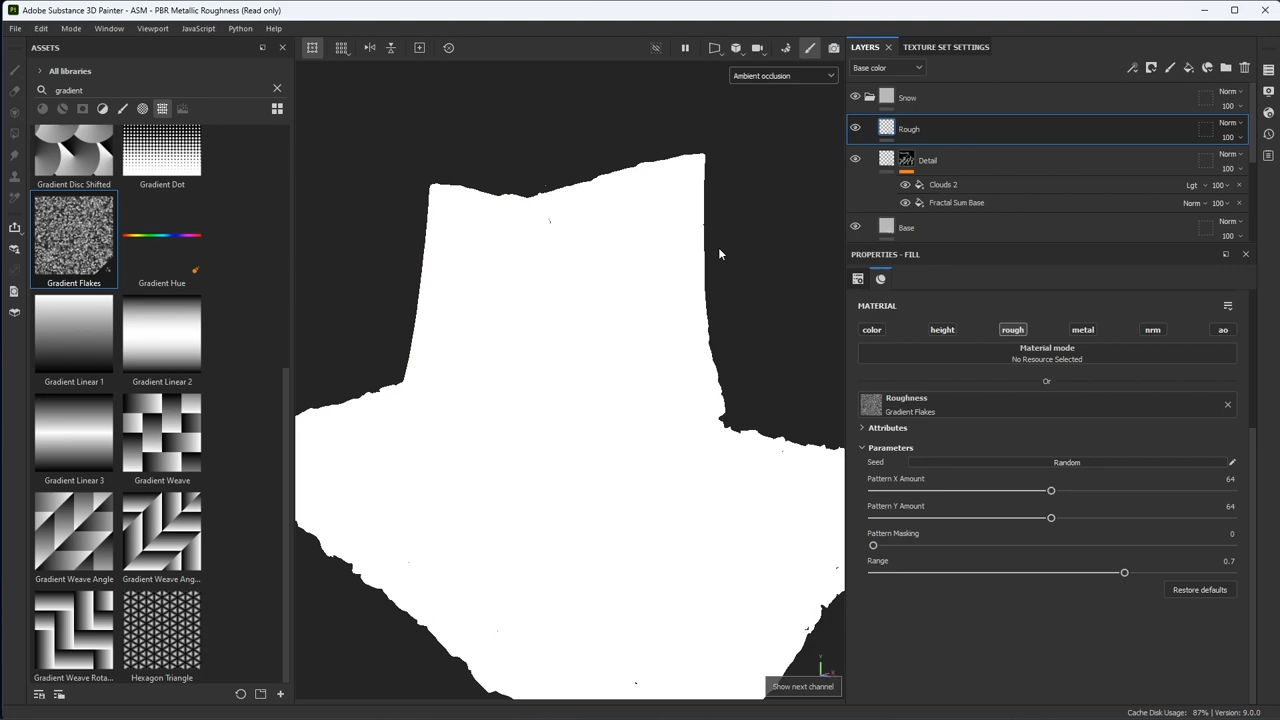 Adobe Substance 3D Painter - ASM - PBR Metallic Roughness (Read only)
File Edit Mode Window Viewport JavaScript Python Help
ASSETS
All libraries
gradient
Gradient Disc Shifted
Gradient Dot
Gradient Flakes
Gradient Hue
Gradient Linear 1
Gradient Linear 2
Gradient Linear 3
Gradient Weave
Gradient Weave Angle
Gradient Weave Ang...
Gradient Weave Rota...
Hexagon Triangle
Ambient occlusion
Show next channel
LAYERS
TEXTURE SET SETTINGS
Base color
Snow
Norm
100
Rough
Norm
100
Detail
Norm
100
Clouds 2
Lgt
100
Fractal Sum Base
Norm
100
Base
Norm
100
PROPERTIES - FILL
MATERIAL
color height rough metal nrm ao
Material mode
No Resource Selected
Or
Roughness
Gradient Flakes
Attributes
Parameters
Seed Random
Pattern X Amount 64
Pattern Y Amount 64
Pattern Masking 0
Range 0.7
Restore defaults
Cache Disk Usage: 87% | Version: 9.0.0